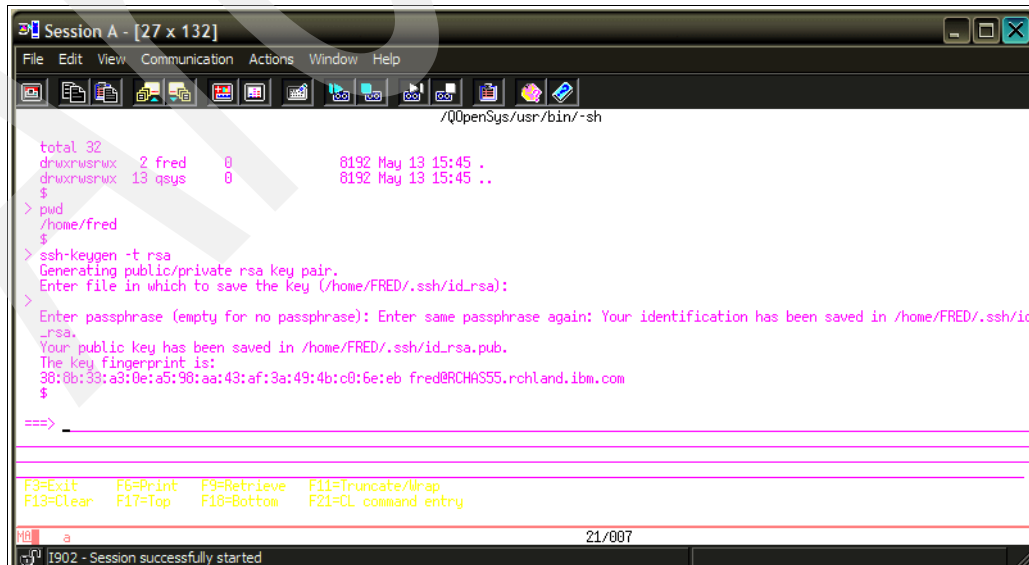 Session A - [27 x 132]
File Edit View Communication Actions Window Help
/QOpenSys/usr/bin/-sh
total 32
drwxrwsrwx 2 fred 0 8192 May 13 15:45 .
drwxrwsrwx 13 qsys 0 8192 May 13 15:45 ..
$
> pwd
/home/fred
$
> ssh-keygen -t rsa
Generating public/private rsa key pair.
Enter file in which to save the key (/home/FRED/.ssh/id_rsa):
>
Enter passphrase (empty for no passphrase): Enter same passphrase again: Your identification has been saved in /home/FRED/.ssh/id
_rsa.
Your public key has been saved in /home/FRED/.ssh/id_rsa.pub.
The key fingerprint is:
38:8b:33:a3:0e:a5:98:aa:43:af:3a:49:4b:c0:6e:eb fred@RCHAS55.rchland.ibm.com
$
===> _
F3=Exit F6=Print F9=Retrieve F11=Truncate/Wrap
F13=Clear F17=Top F18=Bottom F21=CL command entry
MA a 21/007
I902 - Session successfully started